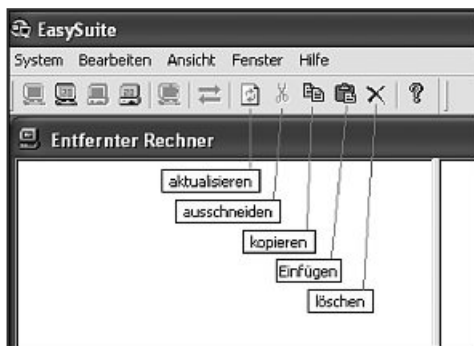 EasySuite
System Bearbeiten Ansicht Fenster Hilfe
Entfernter Rechner
aktualisieren
ausschneiden
kopieren
Einfügen
löschen